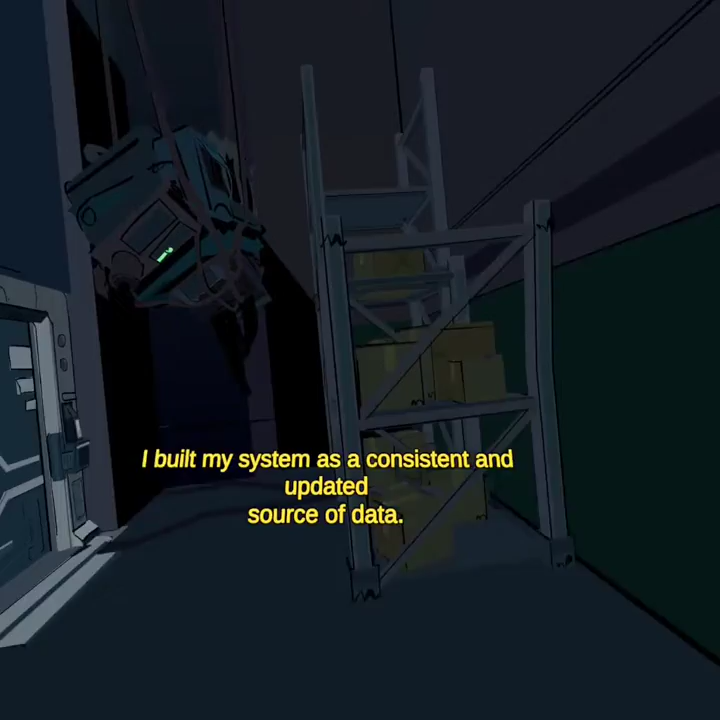 I built my system as a consistent and
updated
source of data.